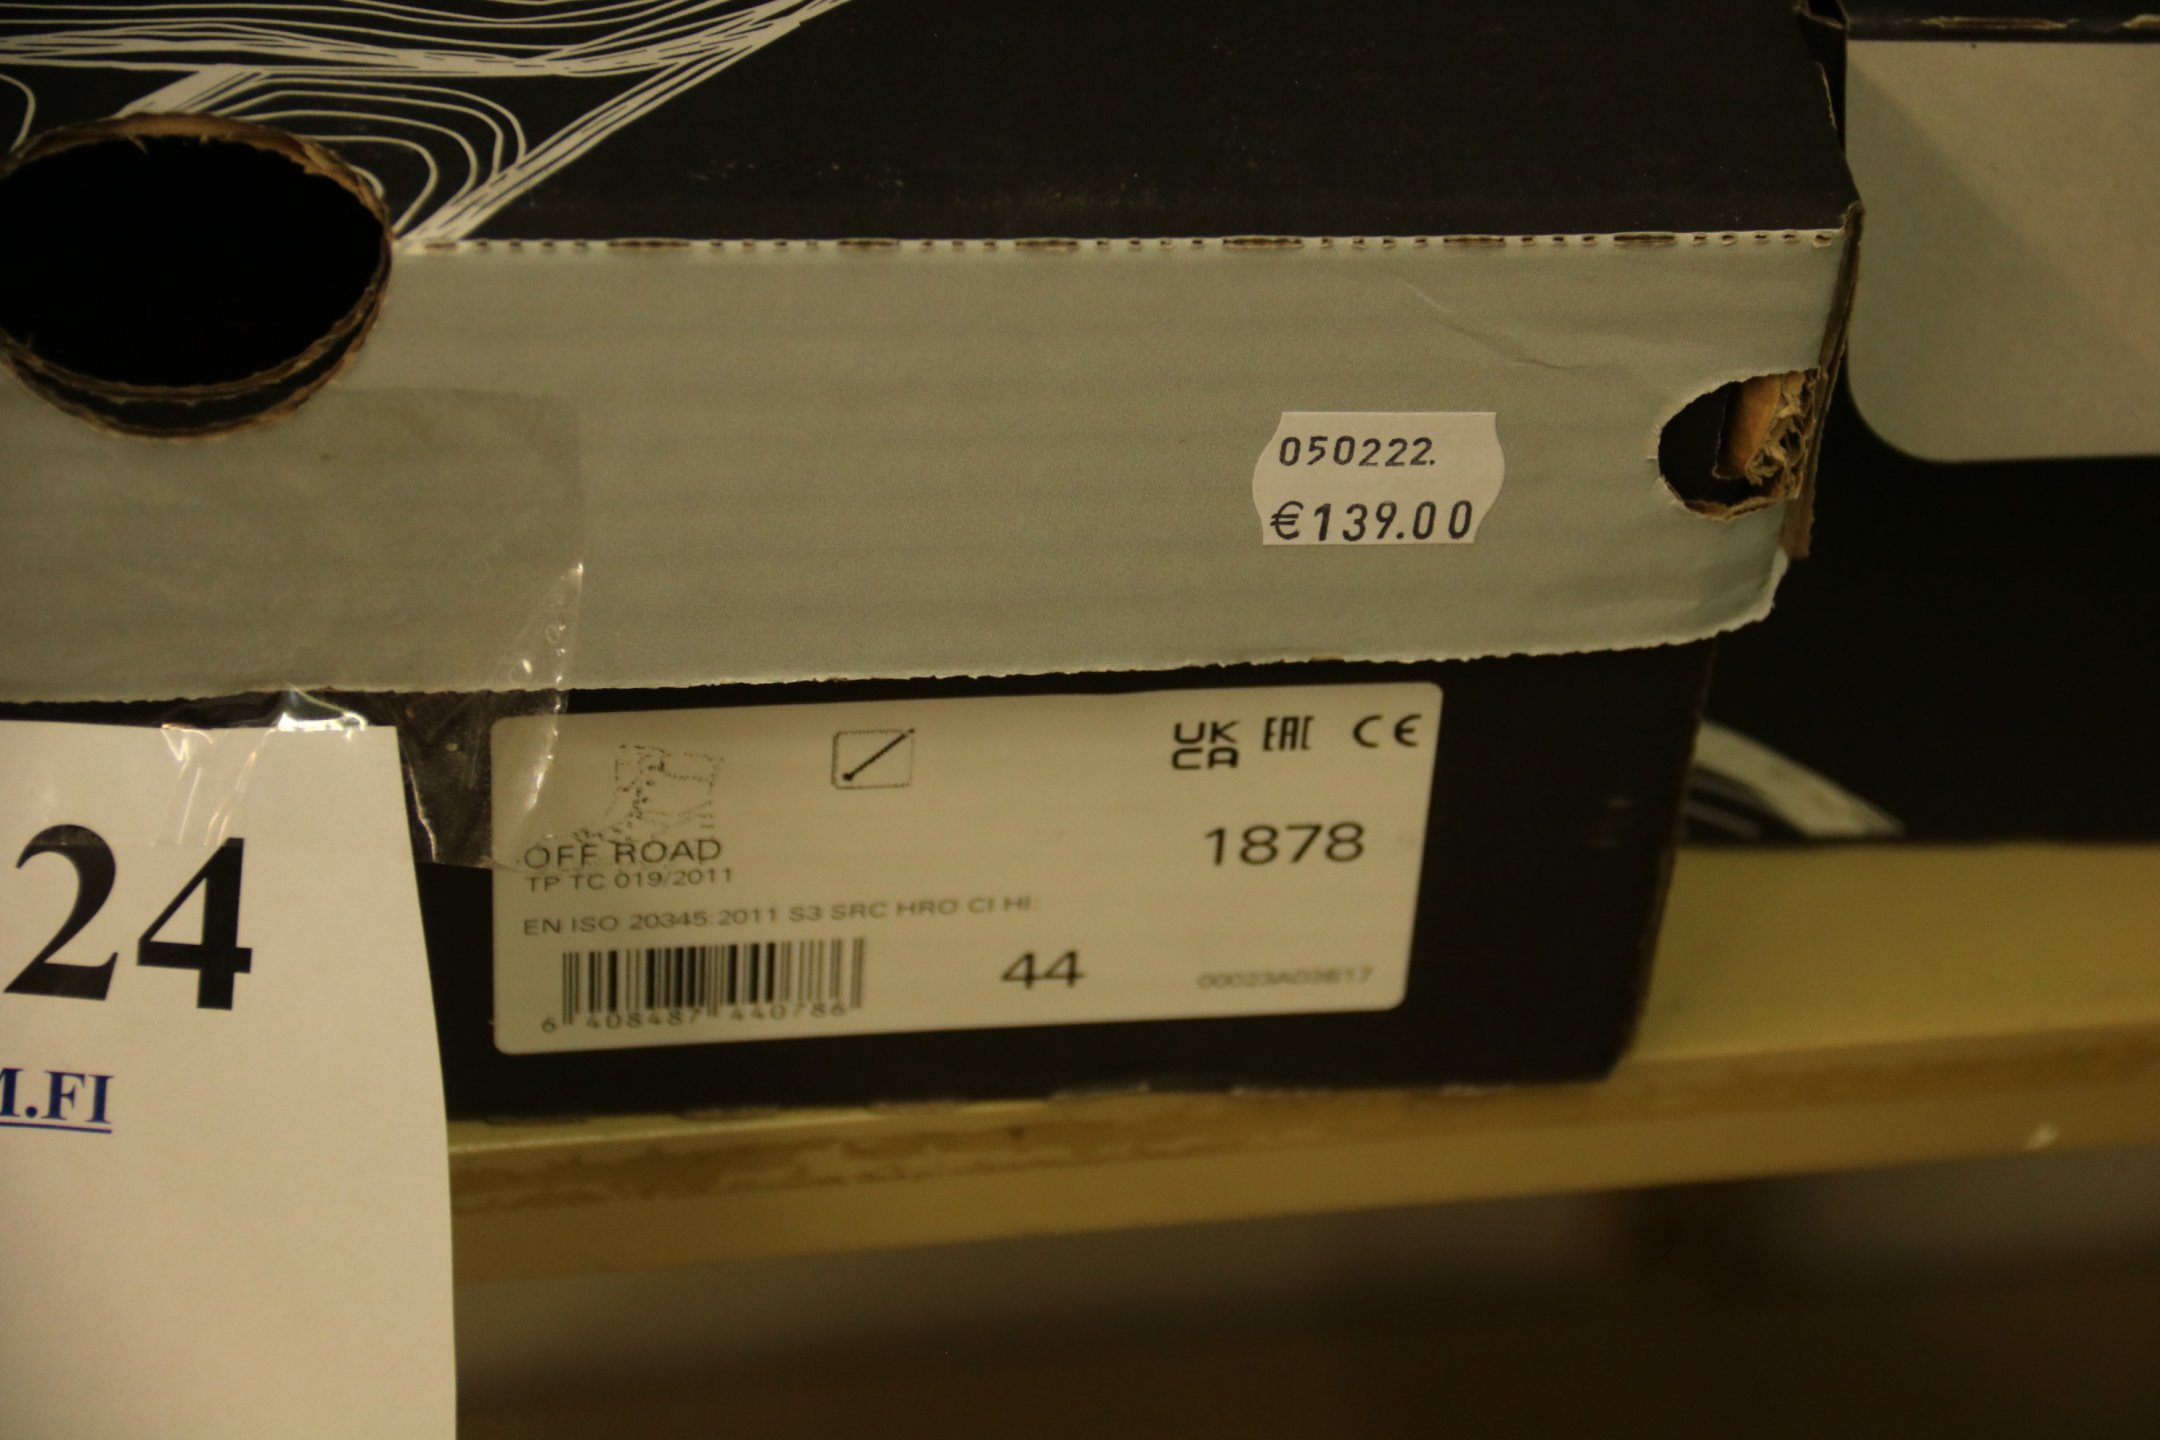 050222.
€139.00
UK
CA
EAC
CE
OFF ROAD
1878
TP TC 019/2011
EN ISO 20345:2011 S3 SRC HRO CI HI
44
00023A03B17
6 408487 440786
24
.FI